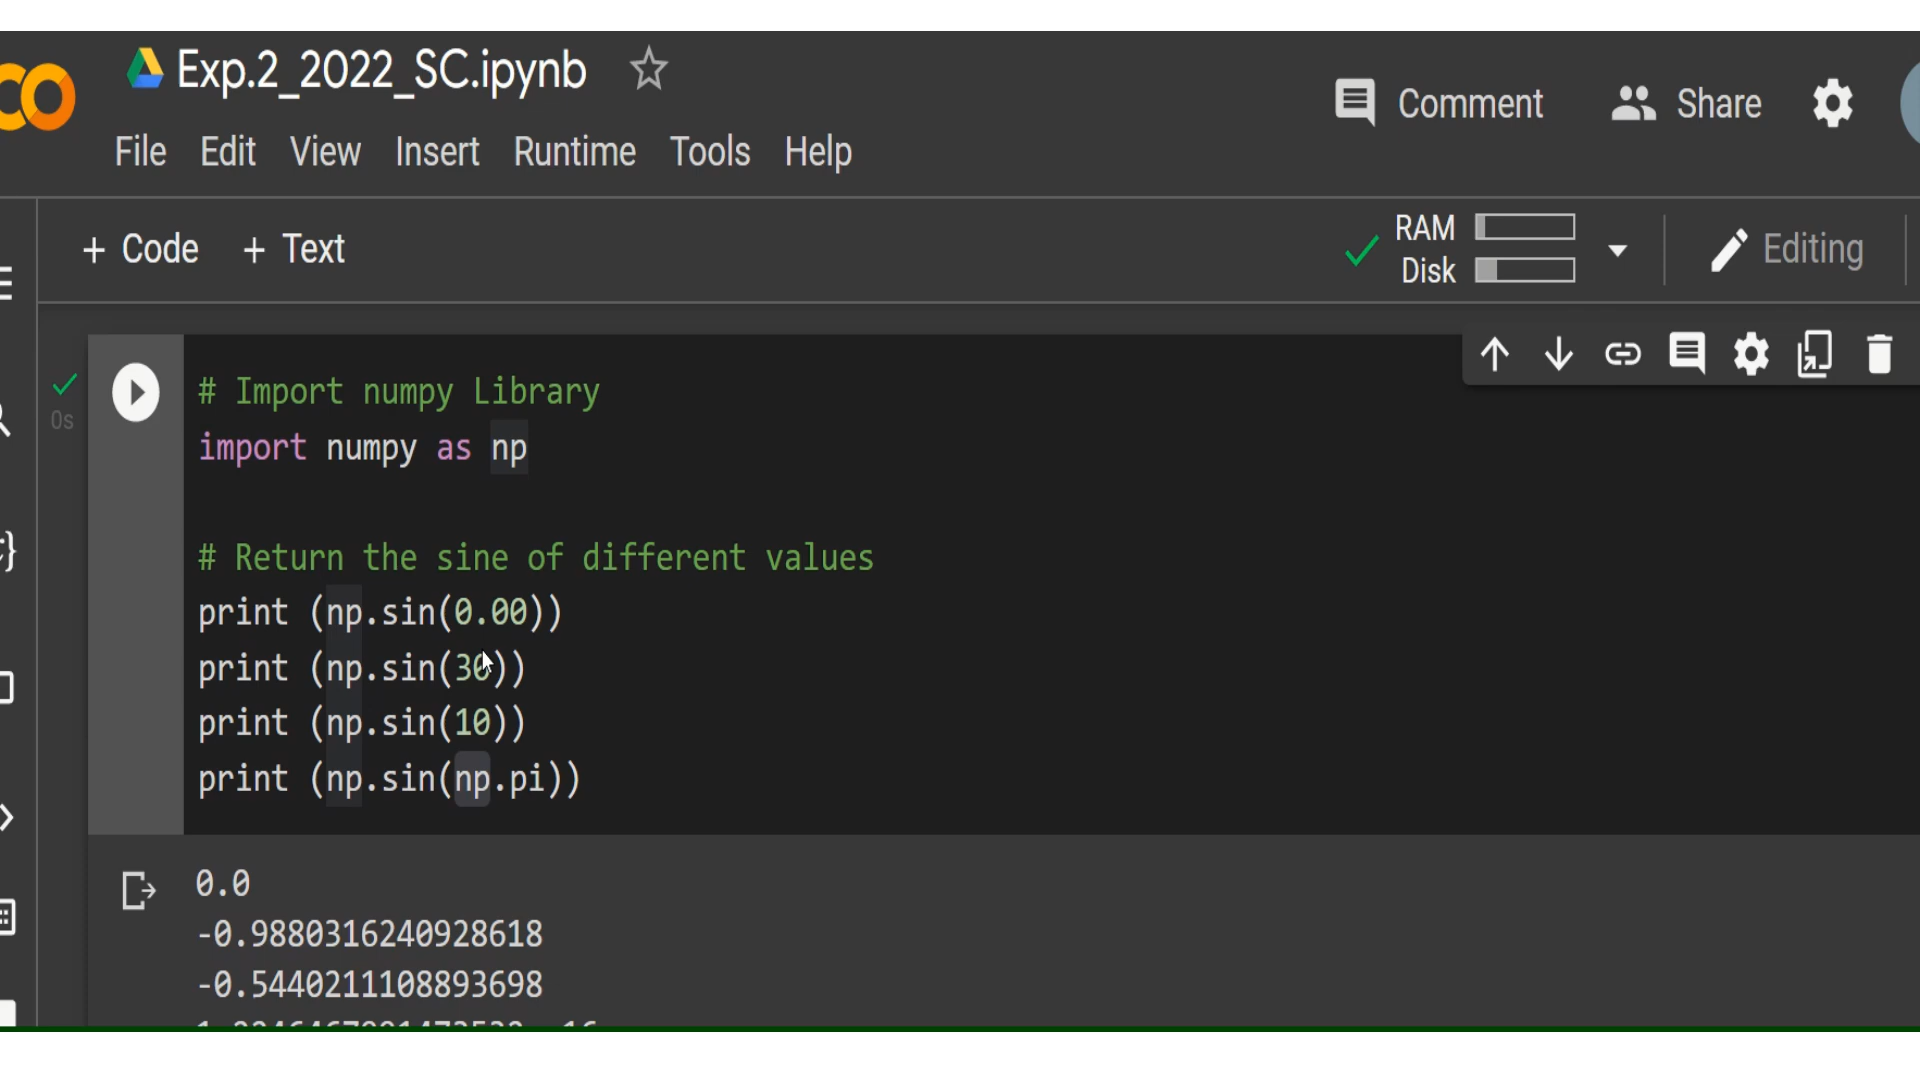 Exp.2_2022_SC.ipynb
File Edit View Insert Runtime Tools Help
Comment Share
+ Code + Text
RAM
Disk
Editing
0s
# Import numpy Library
import numpy as np
# Return the sine of different values
print (np.sin(0.00))
print (np.sin(30))
print (np.sin(10))
print (np.sin(np.pi))
0.0
-0.9880316240928618
-0.5440211108893698